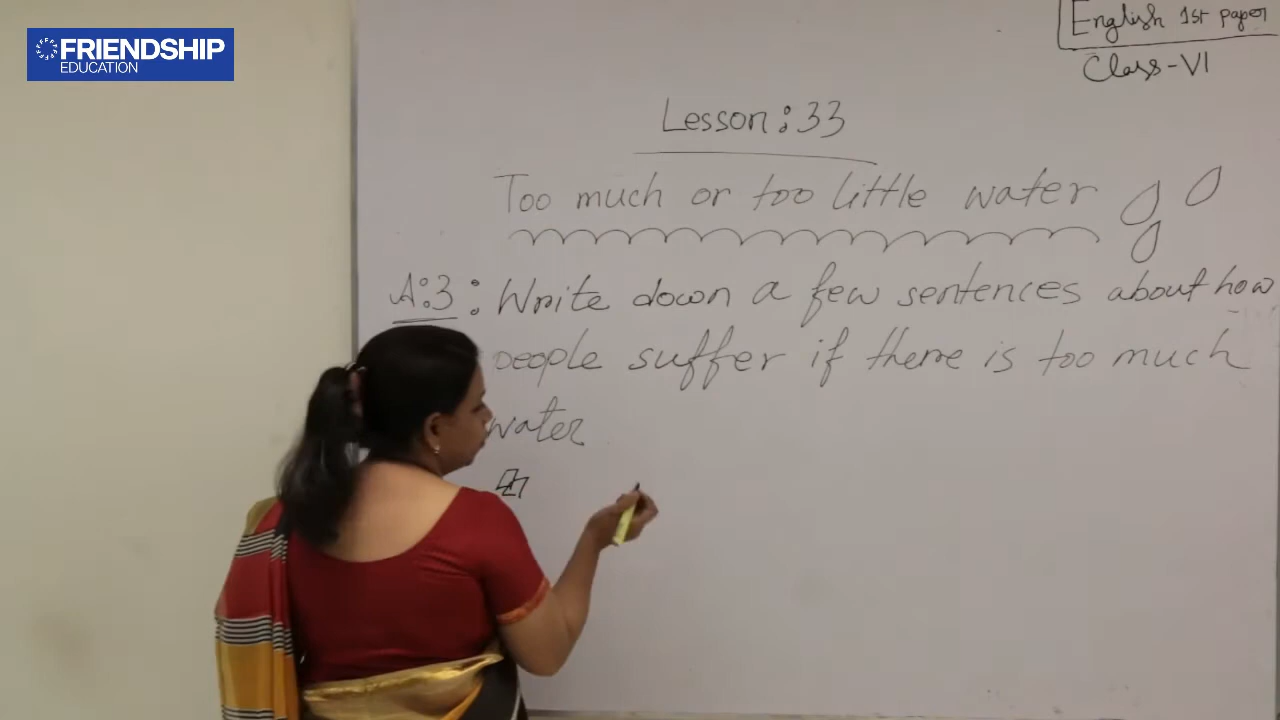 FRIENDSHIP
EDUCATION
English 1st paper
Class-VI
Lesson:33
Too much or too little water
A:3: Write down a few sentences about how
people suffer if there is too much
water